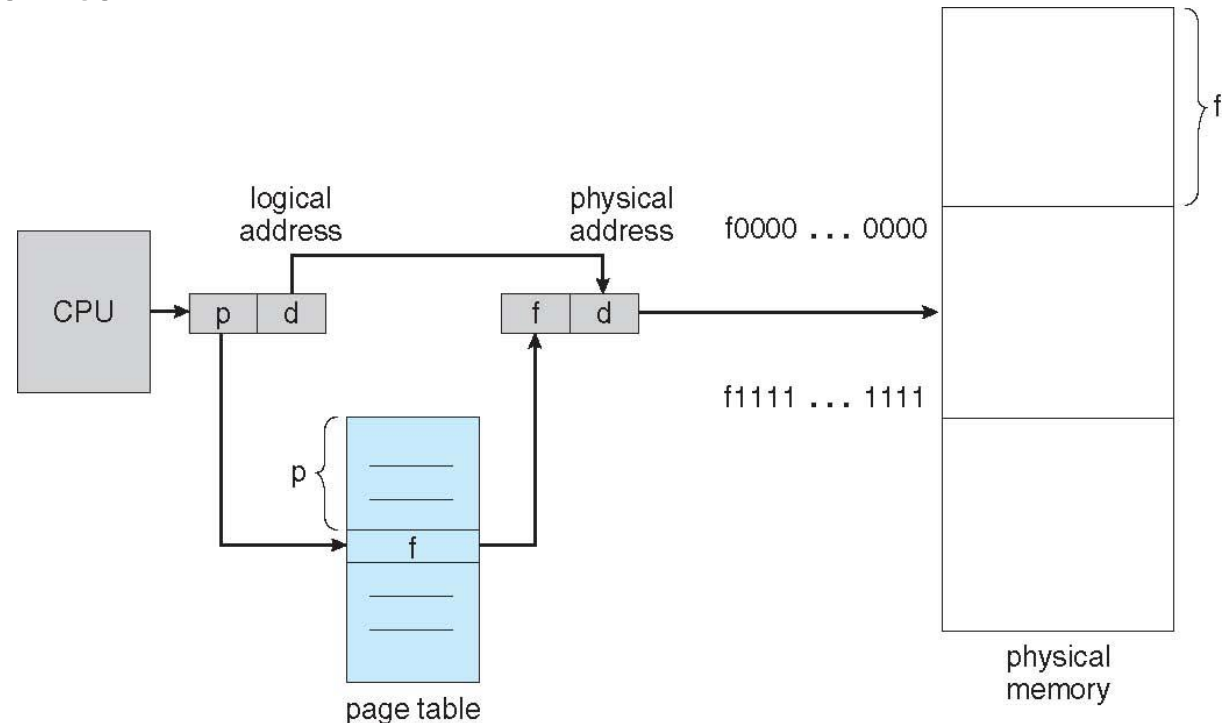 f
logical
address
physical
address
f0000 ... 0000
CPU
p
d
f
d
f1111 ... 1111
p
f
physical
memory
page table